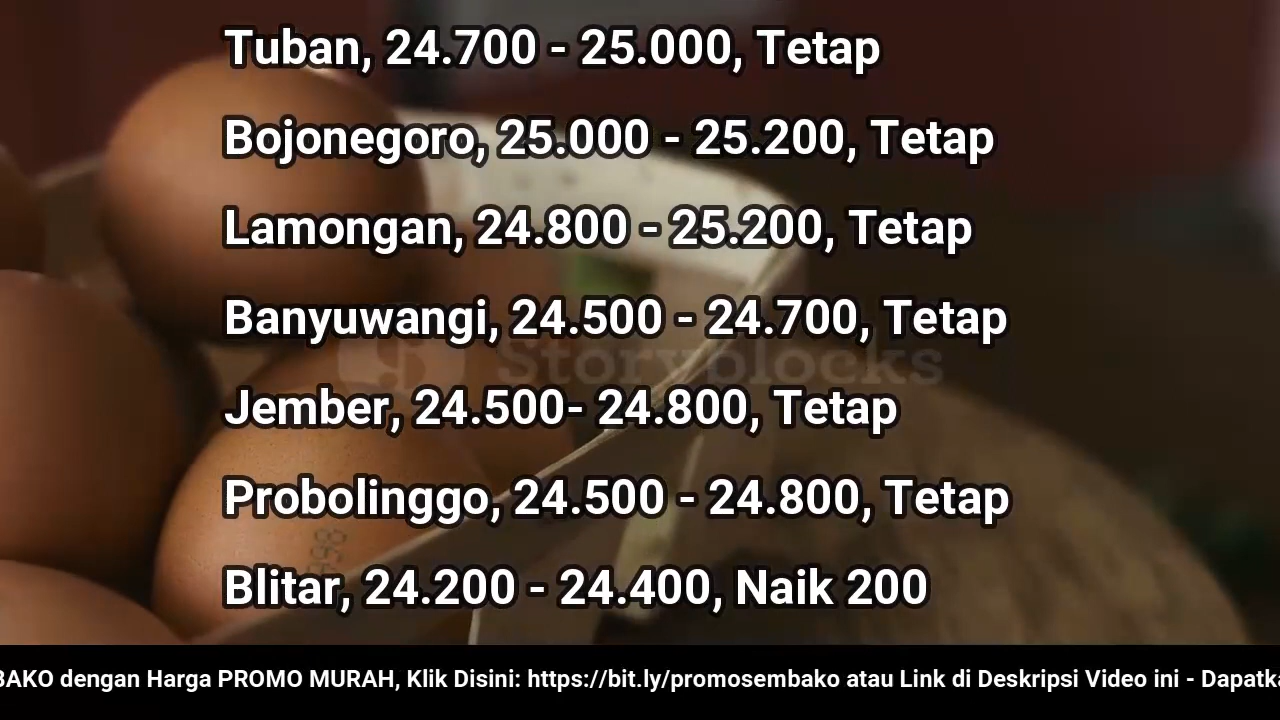 Tuban, 24.700 - 25.000, Tetap
Bojonegoro, 25.000 - 25.200, Tetap
Lamongan, 24.800 - 25.200, Tetap
Banyuwangi, 24.500 - 24.700, Tetap
Storyblocks
Jember, 24.500- 24.800, Tetap
Probolinggo, 24.500 - 24.800, Tetap
Blitar, 24.200 - 24.400, Naik 200
BAKO dengan Harga PROMO MURAH, Klik Disini: https://bit.ly/promosembako atau Link di Deskripsi Video ini - Dapatka